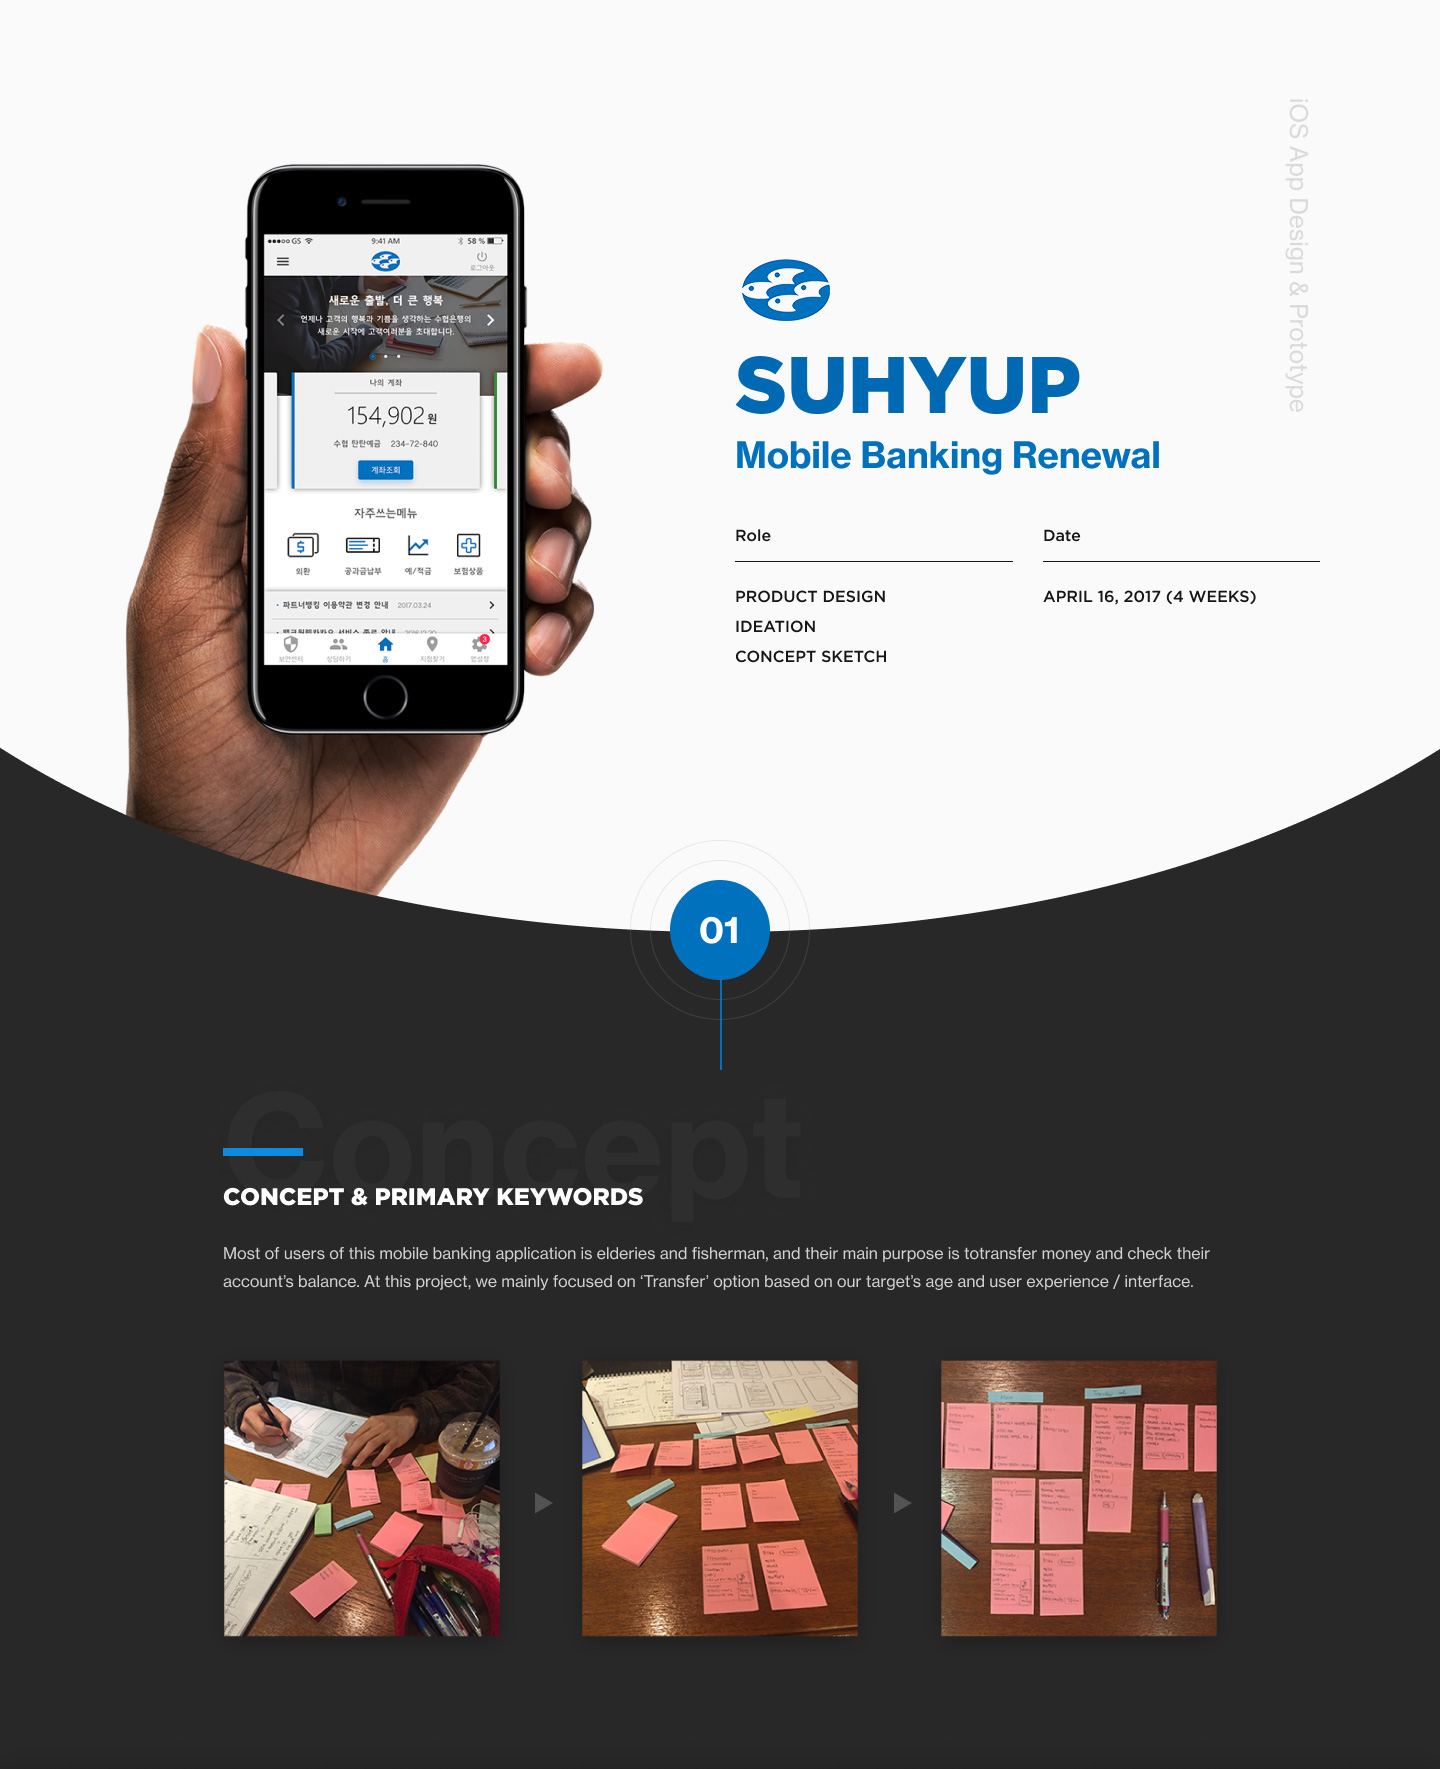 iOS App Design & Prototype
GS 9:41 AM 58 %
로그아웃
새로운 출발, 더 큰 행복
언제나 고객의 행복과 기쁨을 생각하는 수협은행의
새로운 시작에 고객여러분을 초대합니다.
나의 계좌
154,902원
수협 탄탄예금 234-72-840
계좌조회
자주쓰는메뉴
외환 공과금납부 예/적금 보험상품
· 파트너뱅킹 이용약관 변경 안내 2017.03.24
3
보안센터 상담하기 홈 지점찾기 앱설정
SUHYUP
Mobile Banking Renewal
Role
PRODUCT DESIGN
IDEATION
CONCEPT SKETCH
Date
APRIL 16, 2017 (4 WEEKS)
01
Concept
CONCEPT & PRIMARY KEYWORDS
Most of users of this mobile banking application is elderies and fisherman, and their main purpose is totransfer money and check their
account's balance. At this project, we mainly focused on ‘Transfer’ option based on our target's age and user experience / interface.